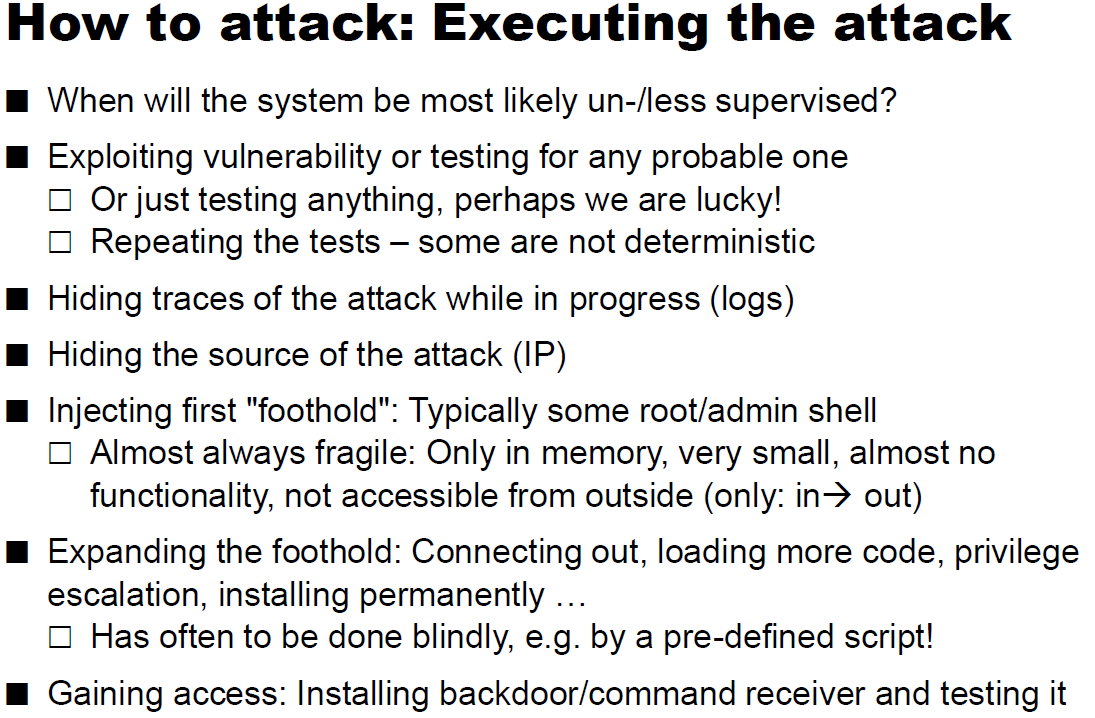 How to attack: Executing the attack
■ When will the system be most likely un-/less supervised?
■ Exploiting vulnerability or testing for any probable one
□ Or just testing anything, perhaps we are lucky!
□ Repeating the tests – some are not deterministic
■ Hiding traces of the attack while in progress (logs)
■ Hiding the source of the attack (IP)
■ Injecting first "foothold": Typically some root/admin shell
□ Almost always fragile: Only in memory, very small, almost no
functionality, not accessible from outside (only: in→ out)
■ Expanding the foothold: Connecting out, loading more code, privilege
escalation, installing permanently …
□ Has often to be done blindly, e.g. by a pre-defined script!
■ Gaining access: Installing backdoor/command receiver and testing it